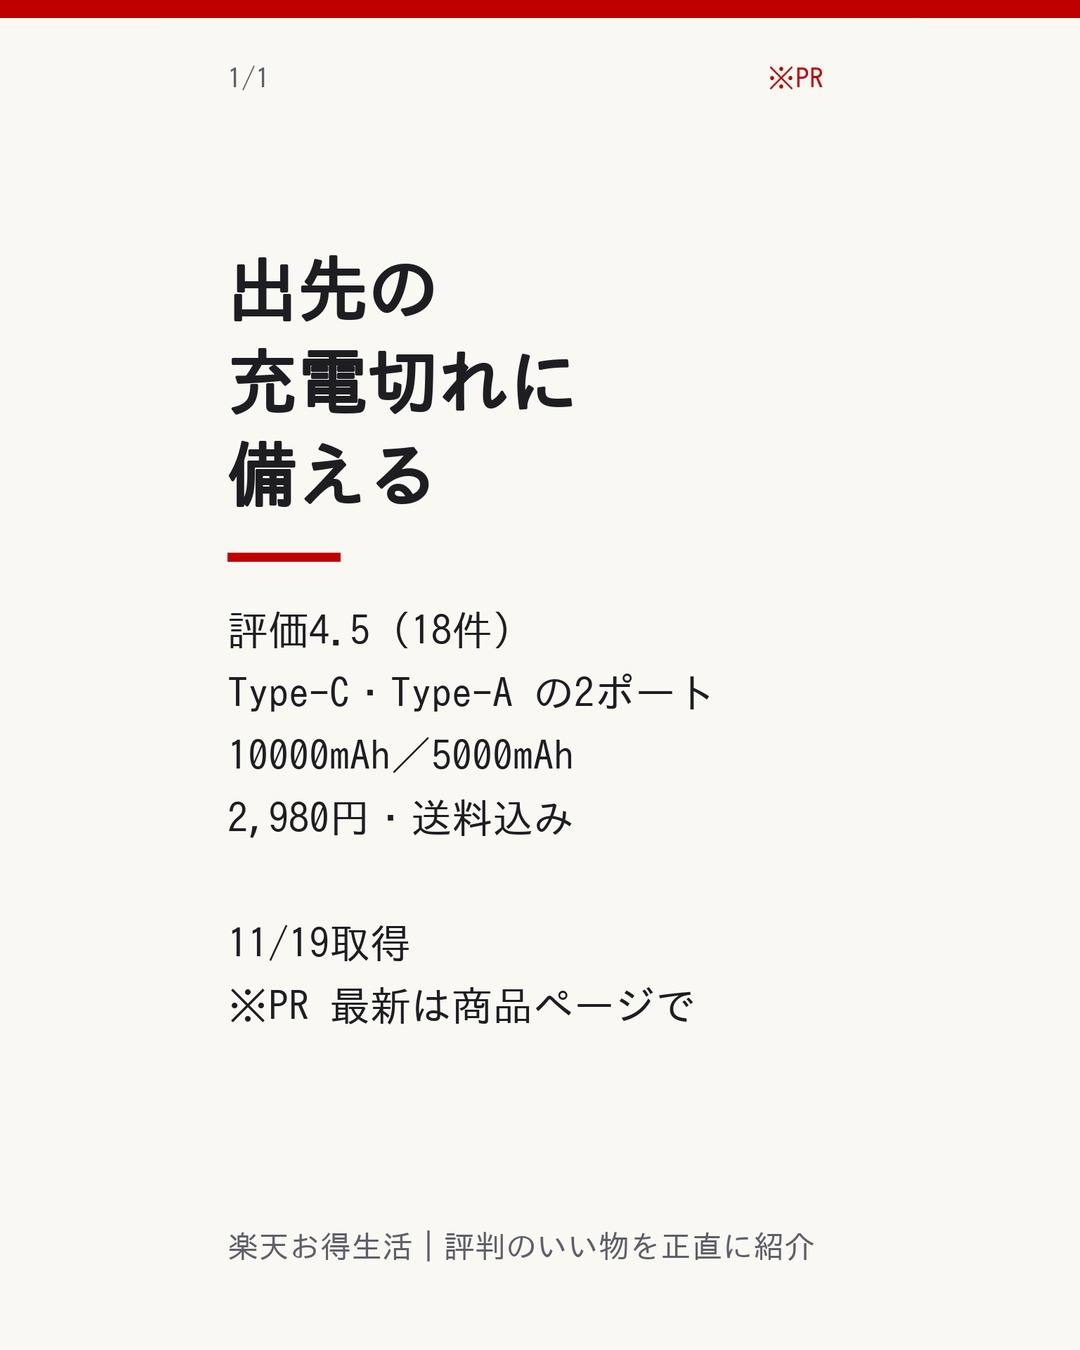 1/1
※PR
出先の
充電切れに
備える
評価4.5（18件）
Type-C・Type-A の2ポート
10000mAh／5000mAh
2,980円・送料込み
11/19取得
※PR 最新は商品ページで
楽天お得生活｜評判のいい物を正直に紹介